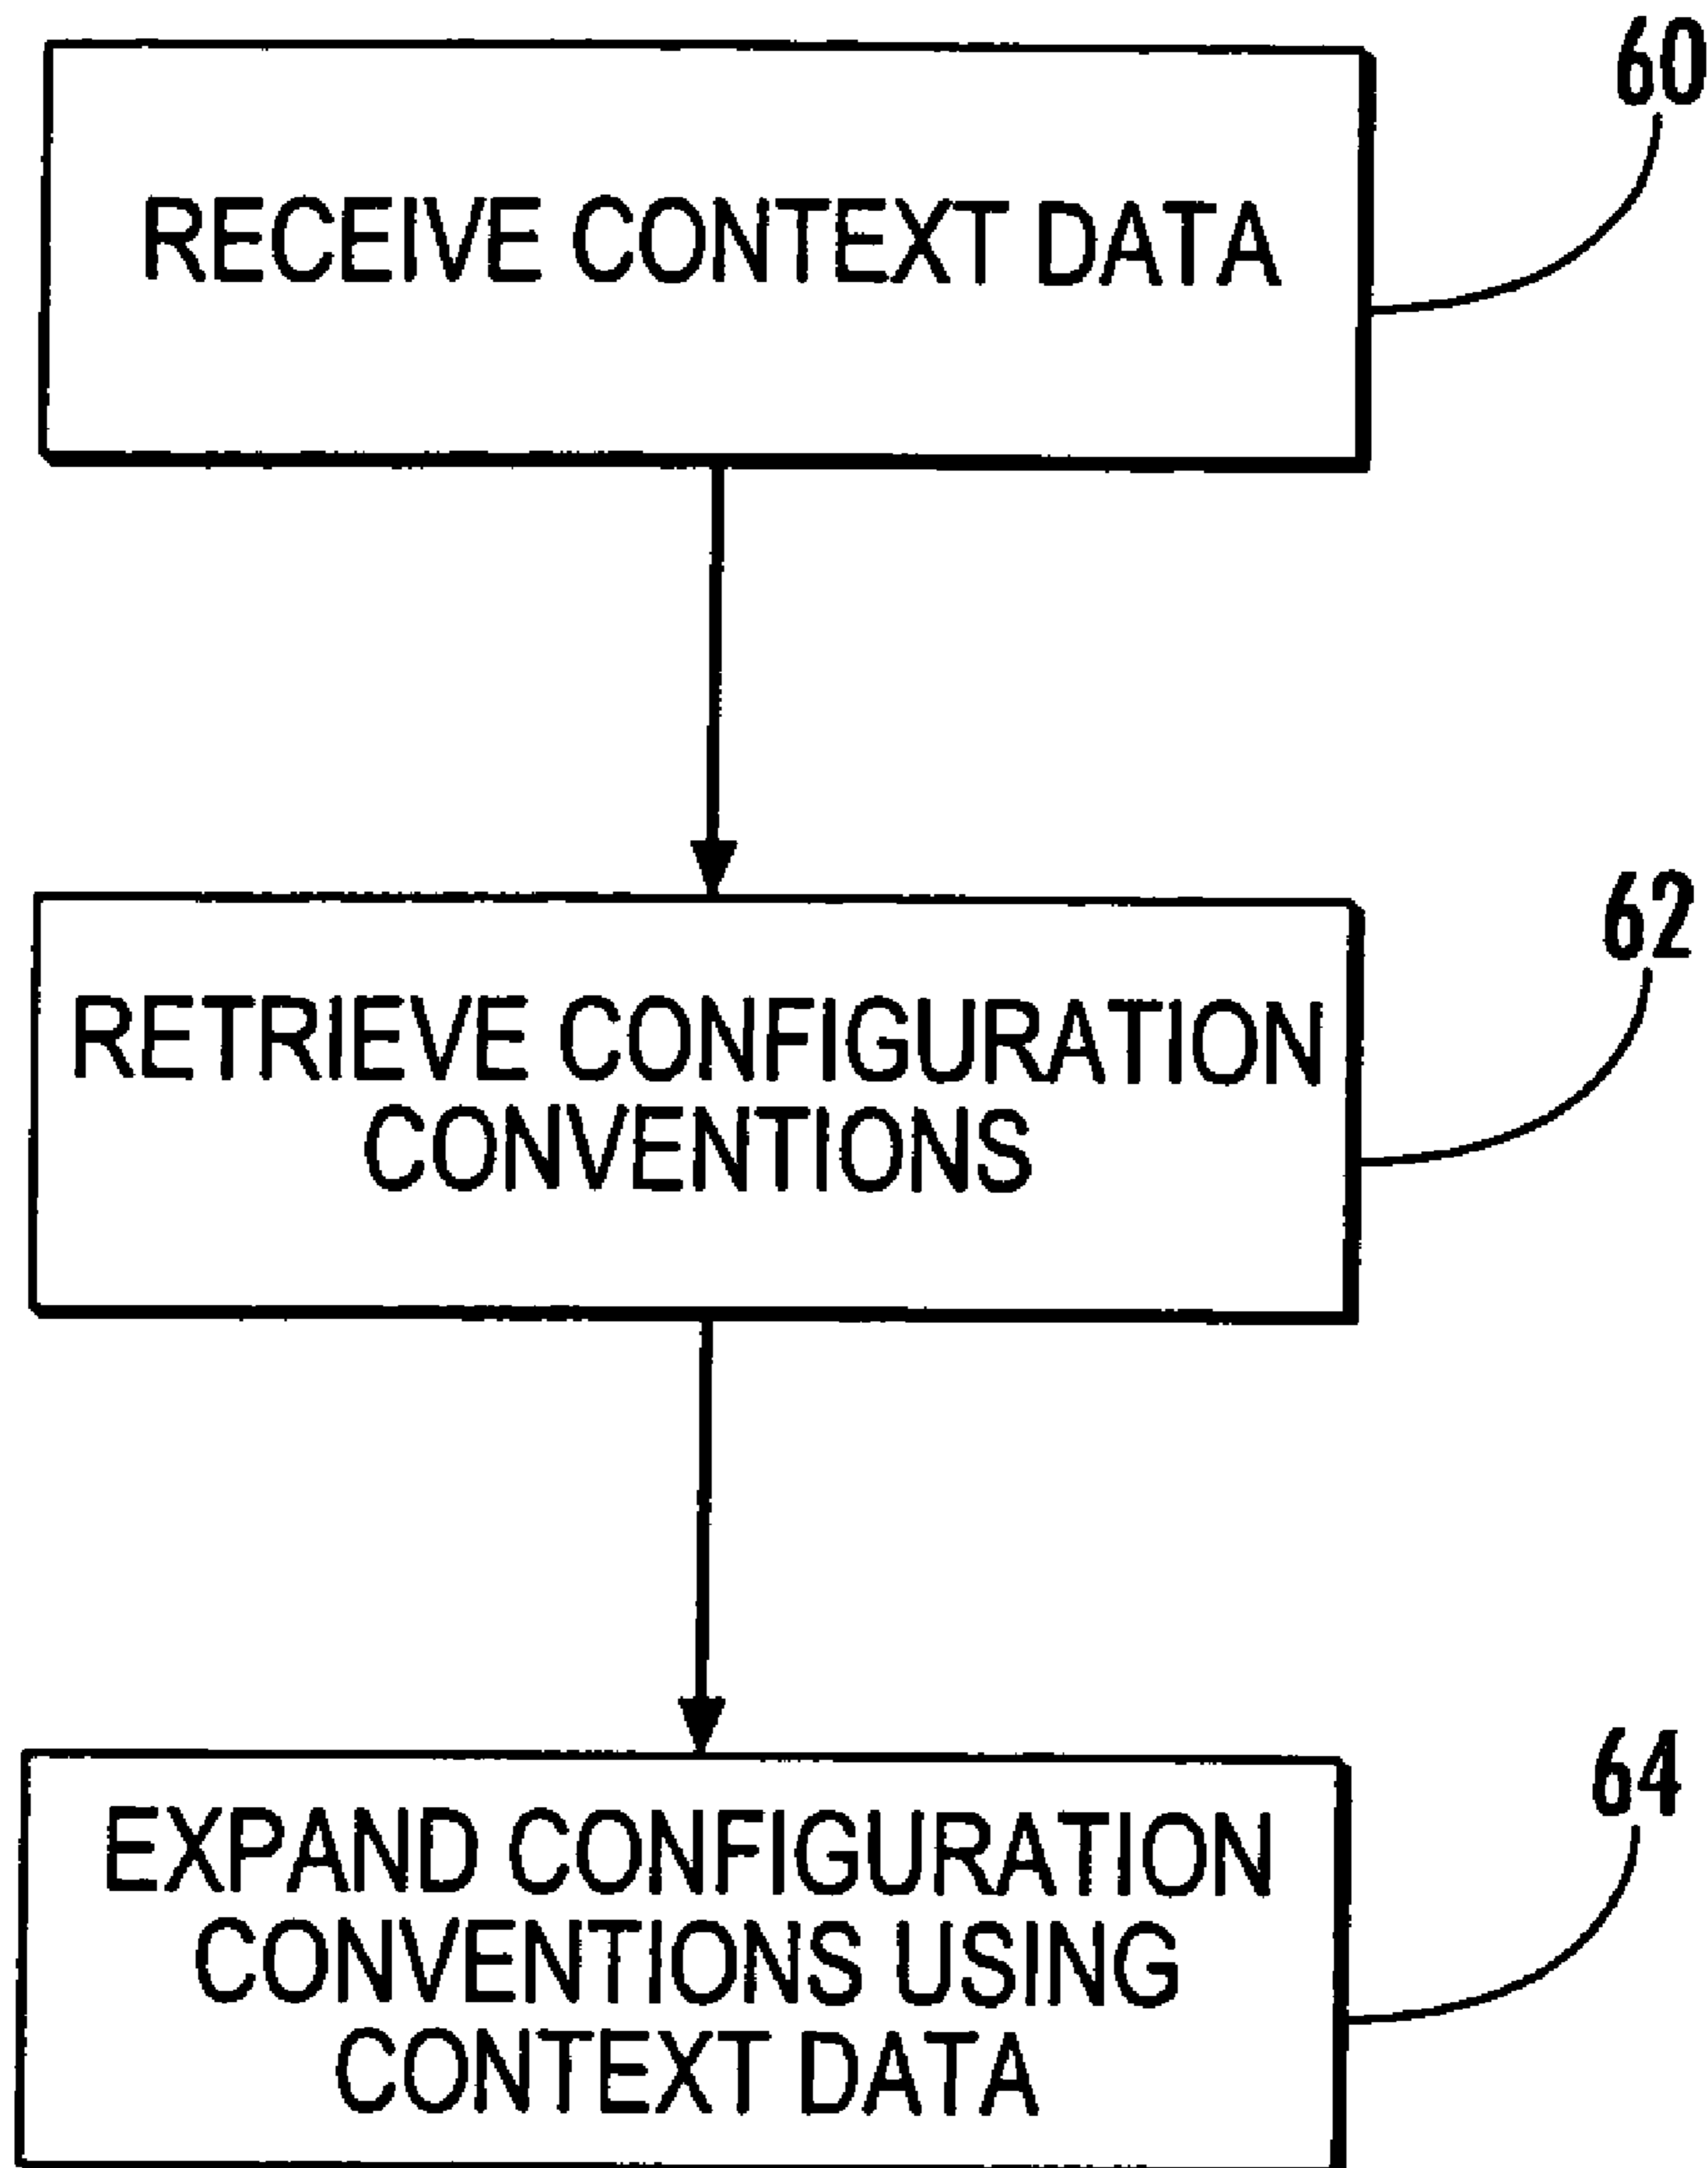 60
RECEIVE CONTEXT DATA
62
RETRIEVE CONFIGURATION
CONVENTIONS
64
EXPAND CONFIGURATION
CONVENTIONS USING
CONTEXT DATA